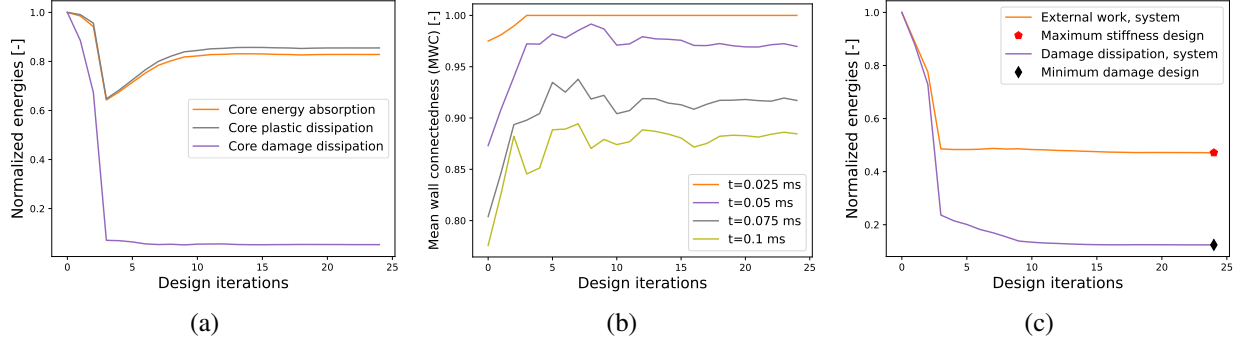 Normalized energies [-]
1.0
0.8
0.6
0.4
0.2
0
5
10
15
20
25
Design iterations
Core energy absorption
Core plastic dissipation
Core damage dissipation
(a)
Mean wall connectedness (MWC) [-]
1.00
0.95
0.90
0.85
0.80
0
5
10
15
20
25
Design iterations
t=0.025 ms
t=0.05 ms
t=0.075 ms
t=0.1 ms
(b)
Normalized energies [-]
1.0
0.8
0.6
0.4
0.2
0
5
10
15
20
25
Design iterations
External work, system
Maximum stiffness design
Damage dissipation, system
Minimum damage design
(c)